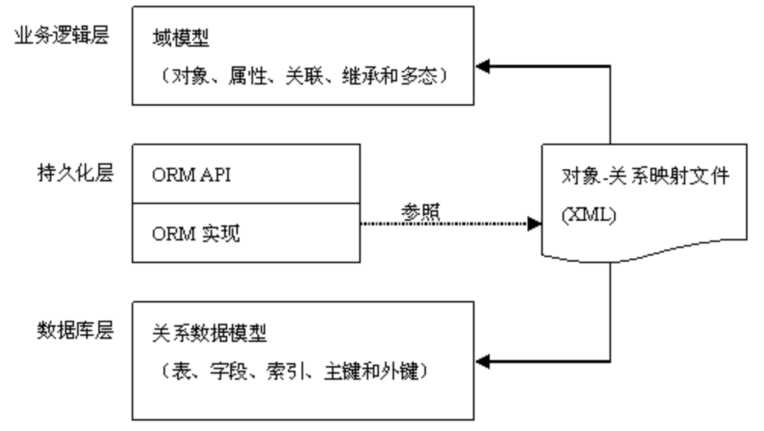 业务逻辑层
域模型
（对象、属性、关联、继承和多态）
持久化层
ORM API
ORM 实现
参照
对象-关系映射文件
(XML)
数据库层
关系数据模型
（表、字段、索引、主键和外键）